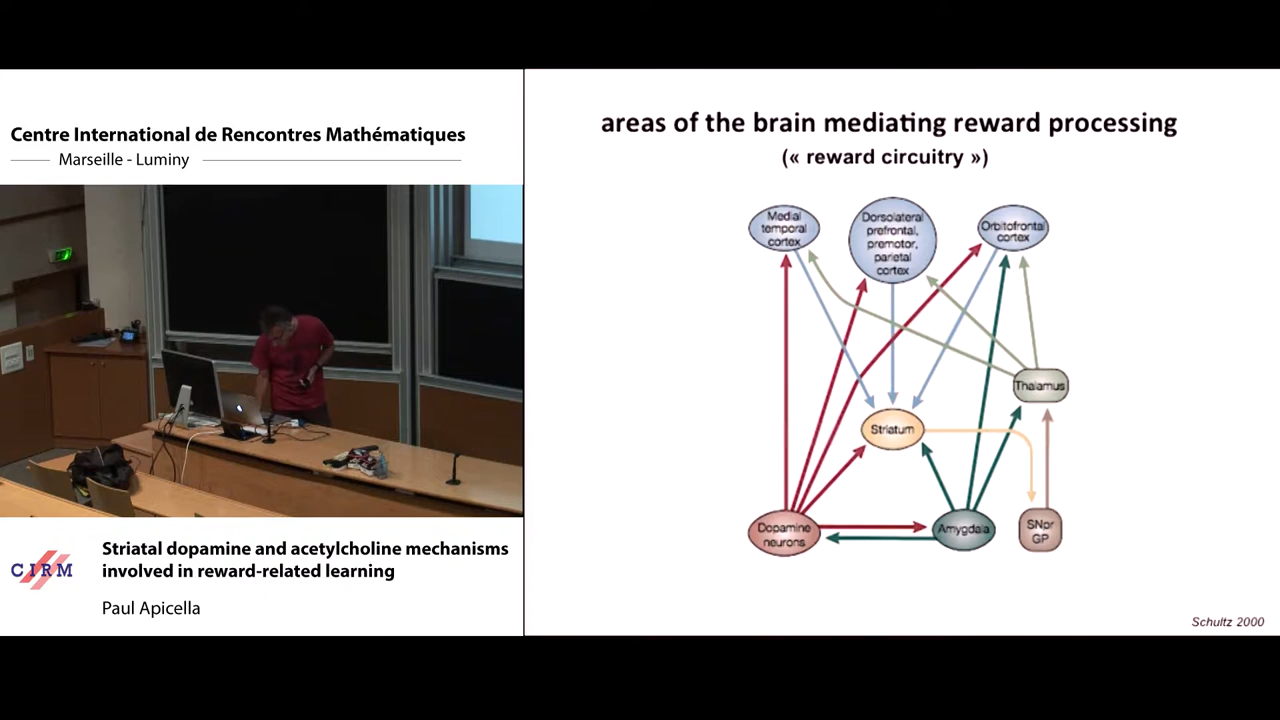 Centre International de Rencontres Mathématiques
Marseille - Luminy
areas of the brain mediating reward processing
(« reward circuitry »)
Medial
temporal
cortex
Dorsolateral
prefrontal,
premotor,
parietal
cortex
Orbitofrontal
cortex
Thalamus
Striatum
Dopamine
neurons
Amygdala
SNpr
GP
Schultz 2000
CIRM
Striatal dopamine and acetylcholine mechanisms
involved in reward-related learning
Paul Apicella